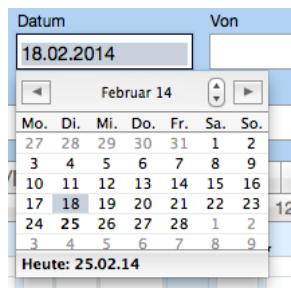 Datum Von
18.02.2014
Februar 14
Mo. Di. Mi. Do. Fr. Sa. So.
27 28 29 30 31 1 2
3 4 5 6 7 8 9
10 11 12 13 14 15 16
17 18 19 20 21 22 23
12
24 25 26 27 28 1 2
3 4 5 6 7 8 9
Heute: 25.02.14